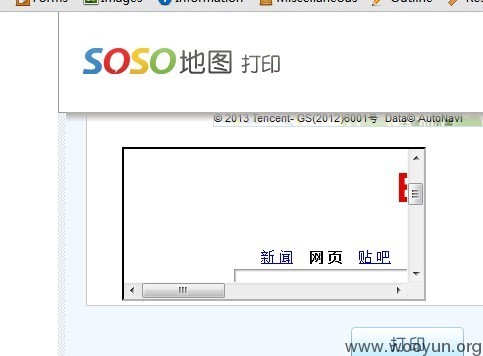 Forms Images Information Miscellaneous Outline Res
SOSO地图 打印
© 2013 Tencent- GS(2012)6001号 Data© AutoNavi
新闻 网页 贴吧
打印
www.wooyun.org